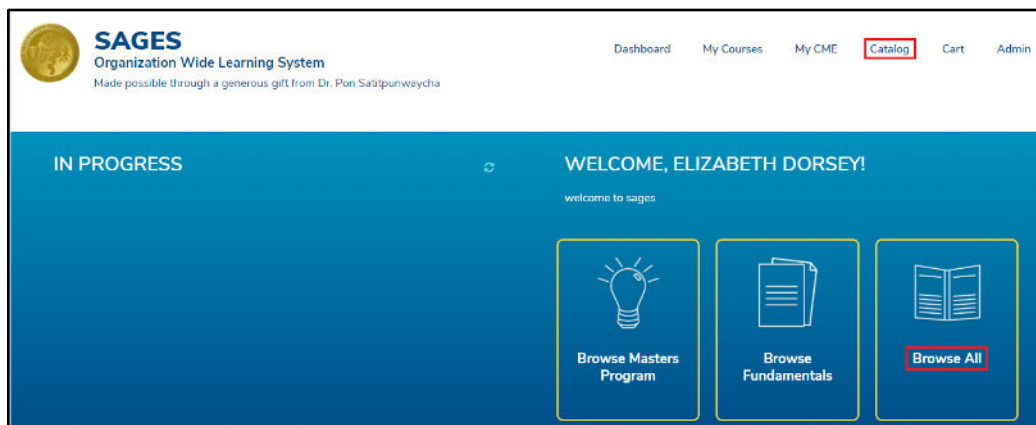 SAGES
Organization Wide Learning System
Made possible through a generous gift from Dr. Pon Satitpunwaycha
Dashboard My Courses My CME Catalog Cart Admin
IN PROGRESS
WELCOME, ELIZABETH DORSEY!
welcome to sages
Browse Masters
Program
Browse
Fundamentals
Browse All